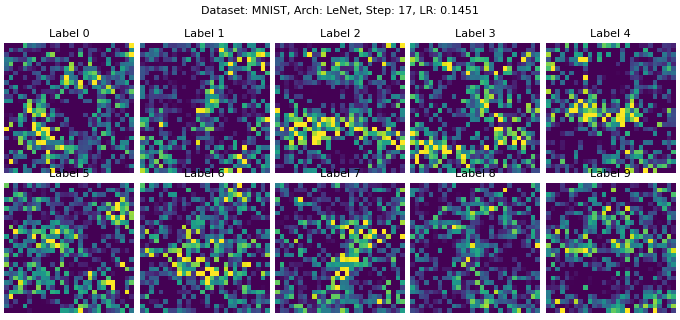 Dataset: MNIST, Arch: LeNet, Step: 17, LR: 0.1451
Label 0 Label 1 Label 2 Label 3 Label 4
Label 5 Label 6 Label 7 Label 8 Label 9